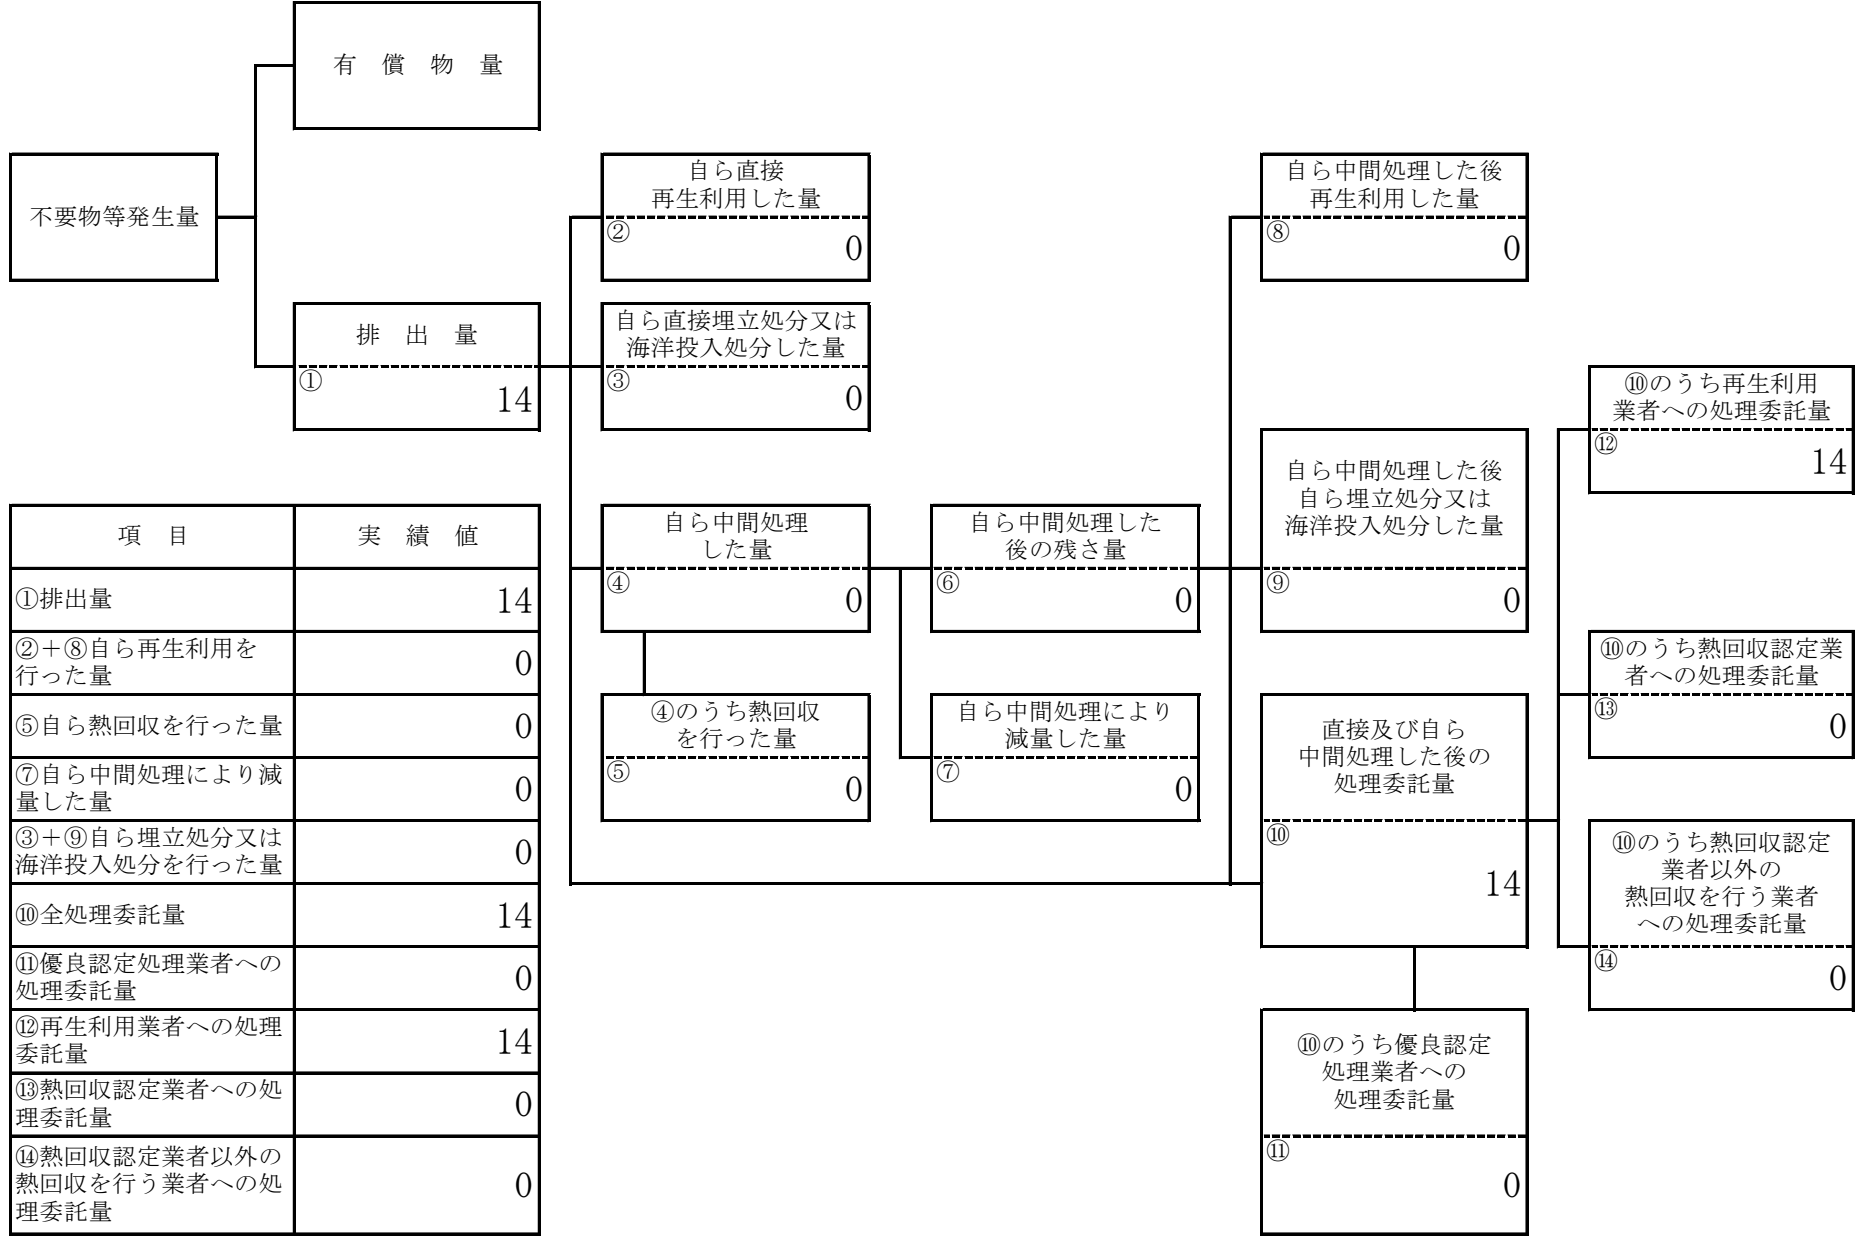 有 償 物 量
不要物等発生量
排 出 量
①
14
自ら直接
再生利用した量
②
0
自ら直接埋立処分又は
海洋投入処分した量
③
0
自ら中間処理
した量
④
0
④のうち熱回収
を行った量
⑤
0
自ら中間処理した
後の残さ量
⑥
0
自ら中間処理により
減量した量
⑦
0
自ら中間処理した後
再生利用した量
⑧
0
自ら中間処理した後
自ら埋立処分又は
海洋投入処分した量
⑨
0
直接及び自ら
中間処理した後の
処理委託量
⑩
14
⑩のうち優良認定
処理業者への
処理委託量
⑪
0
⑩のうち再生利用
業者への処理委託量
⑫
14
⑩のうち熱回収認定業
者への処理委託量
⑬
0
⑩のうち熱回収認定
業者以外の
熱回収を行う業者
への処理委託量
⑭
0
項 目 実 績 値
①排出量 14
②＋⑧自ら再生利用を
行った量 0
⑤自ら熱回収を行った量 0
⑦自ら中間処理により減
量した量 0
③＋⑨自ら埋立処分又は
海洋投入処分を行った量 0
⑩全処理委託量 14
⑪優良認定処理業者への
処理委託量 0
⑫再生利用業者への処理
委託量 14
⑬熱回収認定業者への処
理委託量 0
⑭熱回収認定業者以外の
熱回収を行う業者への処
理委託量 0